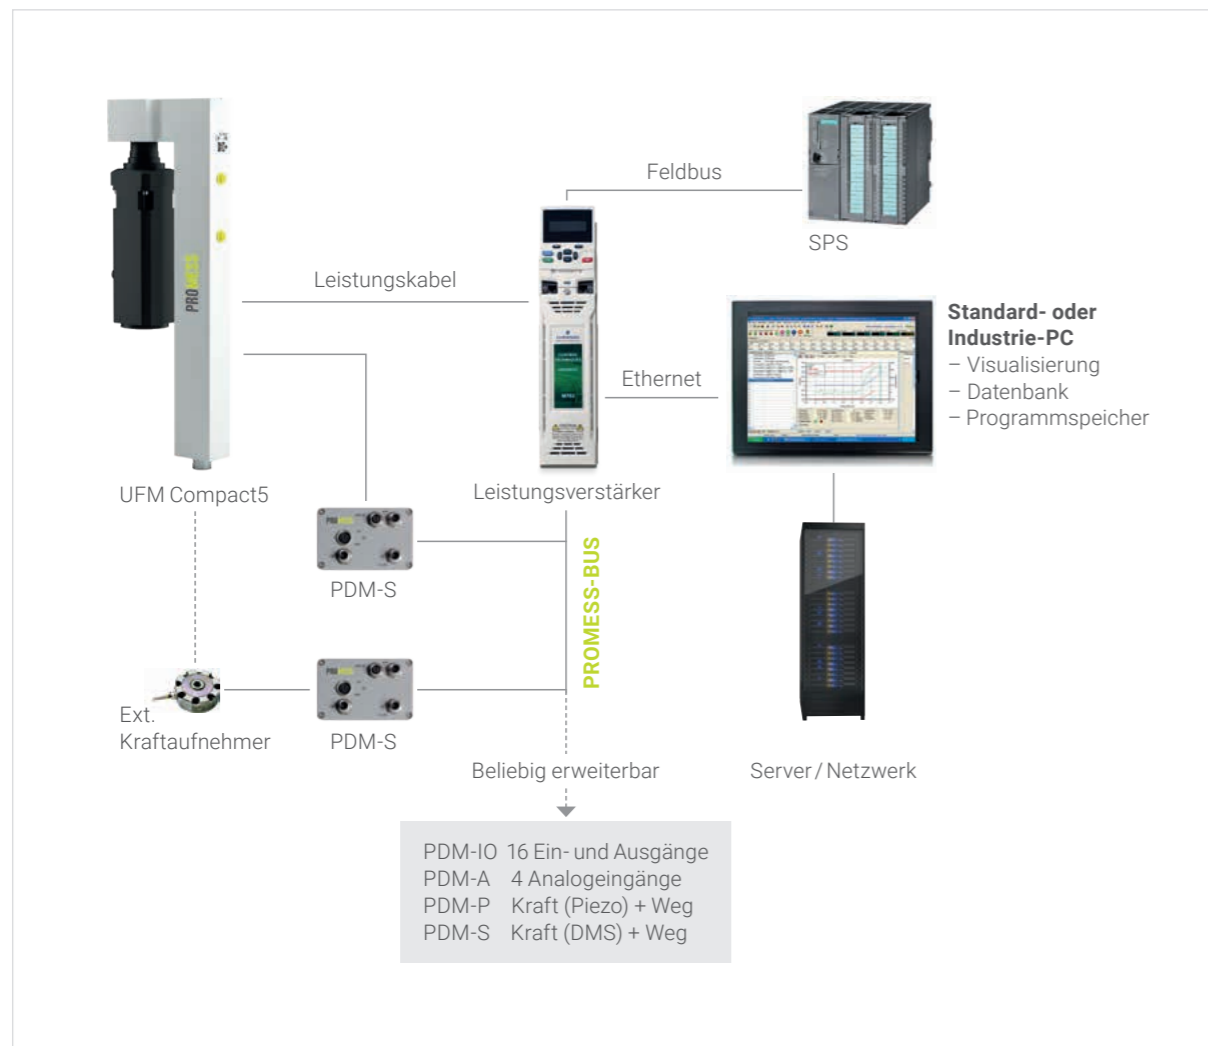 Feldbus
SPS
Leistungskabel
PROMESS
Ethernet
Standard- oder
Industrie-PC
– Visualisierung
– Datenbank
– Programmspeicher
UFM Compact5
Leistungsverstärker
PROMESS-BUS
PDM-S
Ext.
Kraftaufnehmer
PDM-S
Beliebig erweiterbar
Server / Netzwerk
PDM-IO 16 Ein- und Ausgänge
PDM-A 4 Analogeingänge
PDM-P Kraft (Piezo) + Weg
PDM-S Kraft (DMS) + Weg